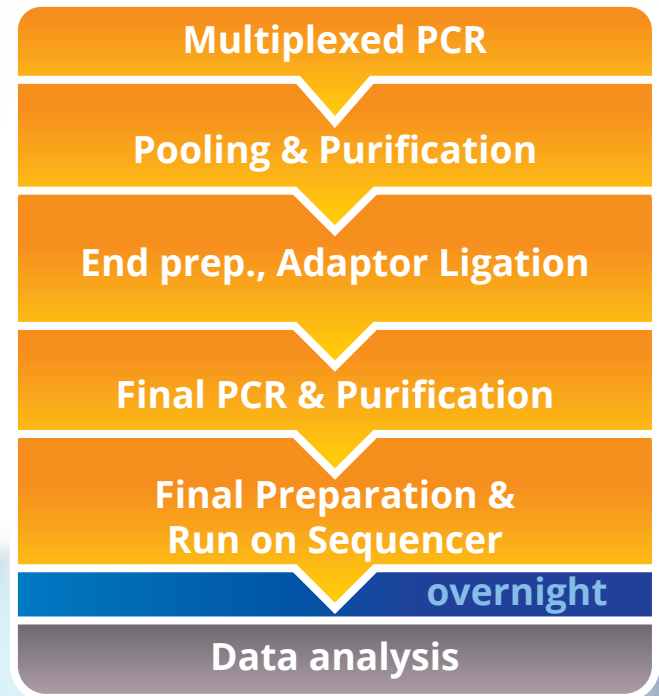 Multiplexed PCR
Pooling & Purification
End prep., Adaptor Ligation
Final PCR & Purification
Final Preparation &
Run on Sequencer
overnight
Data analysis